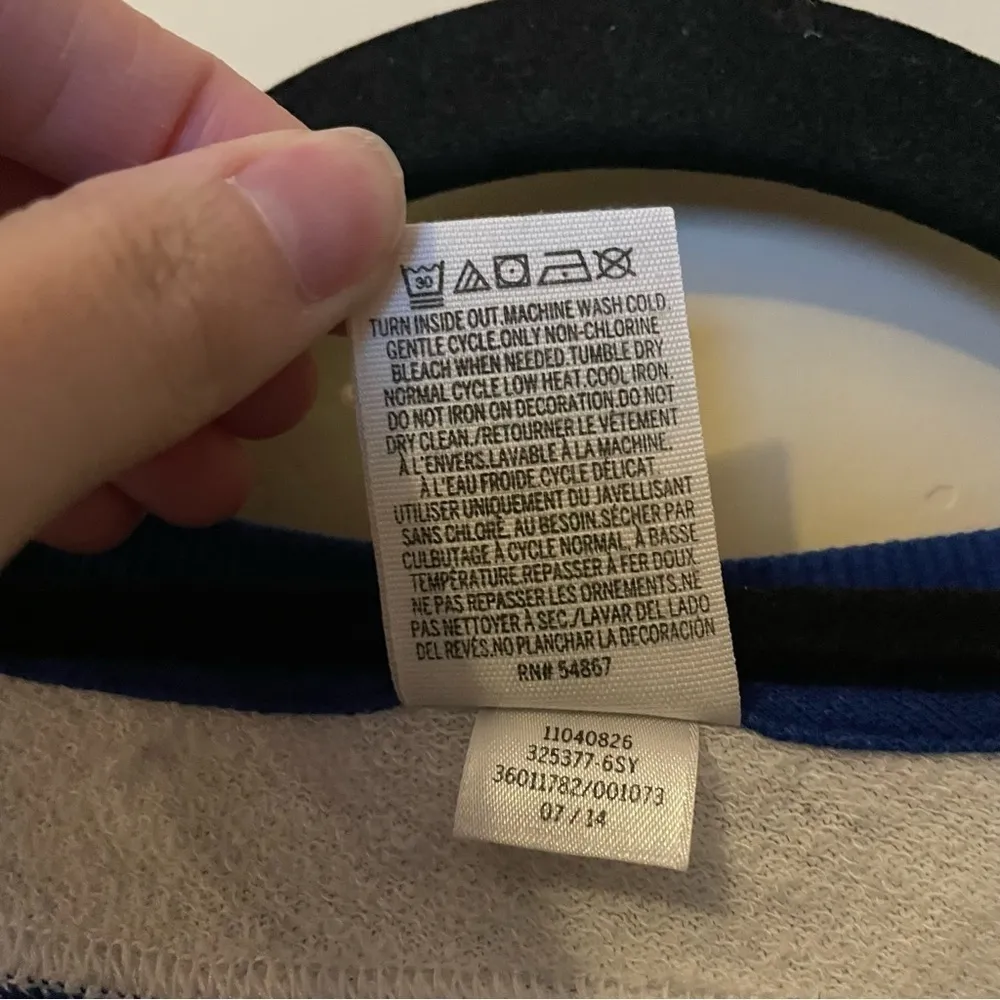 30
TURN INSIDE OUT.MACHINE WASH COLD.
GENTLE CYCLE.ONLY NON-CHLORINE
BLEACH WHEN NEEDED.TUMBLE DRY
NORMAL CYCLE LOW HEAT.COOL IRON.
DO NOT IRON ON DECORATION.DO NOT
DRY CLEAN./RETOURNER LE VÊTEMENT
À L'ENVERS.LAVABLE À LA MACHINE.
À L'EAU FROIDE.CYCLE DÉLICAT.
UTILISER UNIQUEMENT DU JAVELLISANT
SANS CHLORE, AU BESOIN.SÉCHER PAR
CULBUTAGE À CYCLE NORMAL, À BASSE
TEMPÉRATURE.REPASSER À FER DOUX.
NE PAS REPASSER LES ORNEMENTS.NE
PAS NETTOYER À SEC./LAVAR DEL LADO
DEL REVÉS.NO PLANCHAR LA DECORACIÓN
RN# 54867
11040826
325377-6SY
36011782/001073
07 / 14